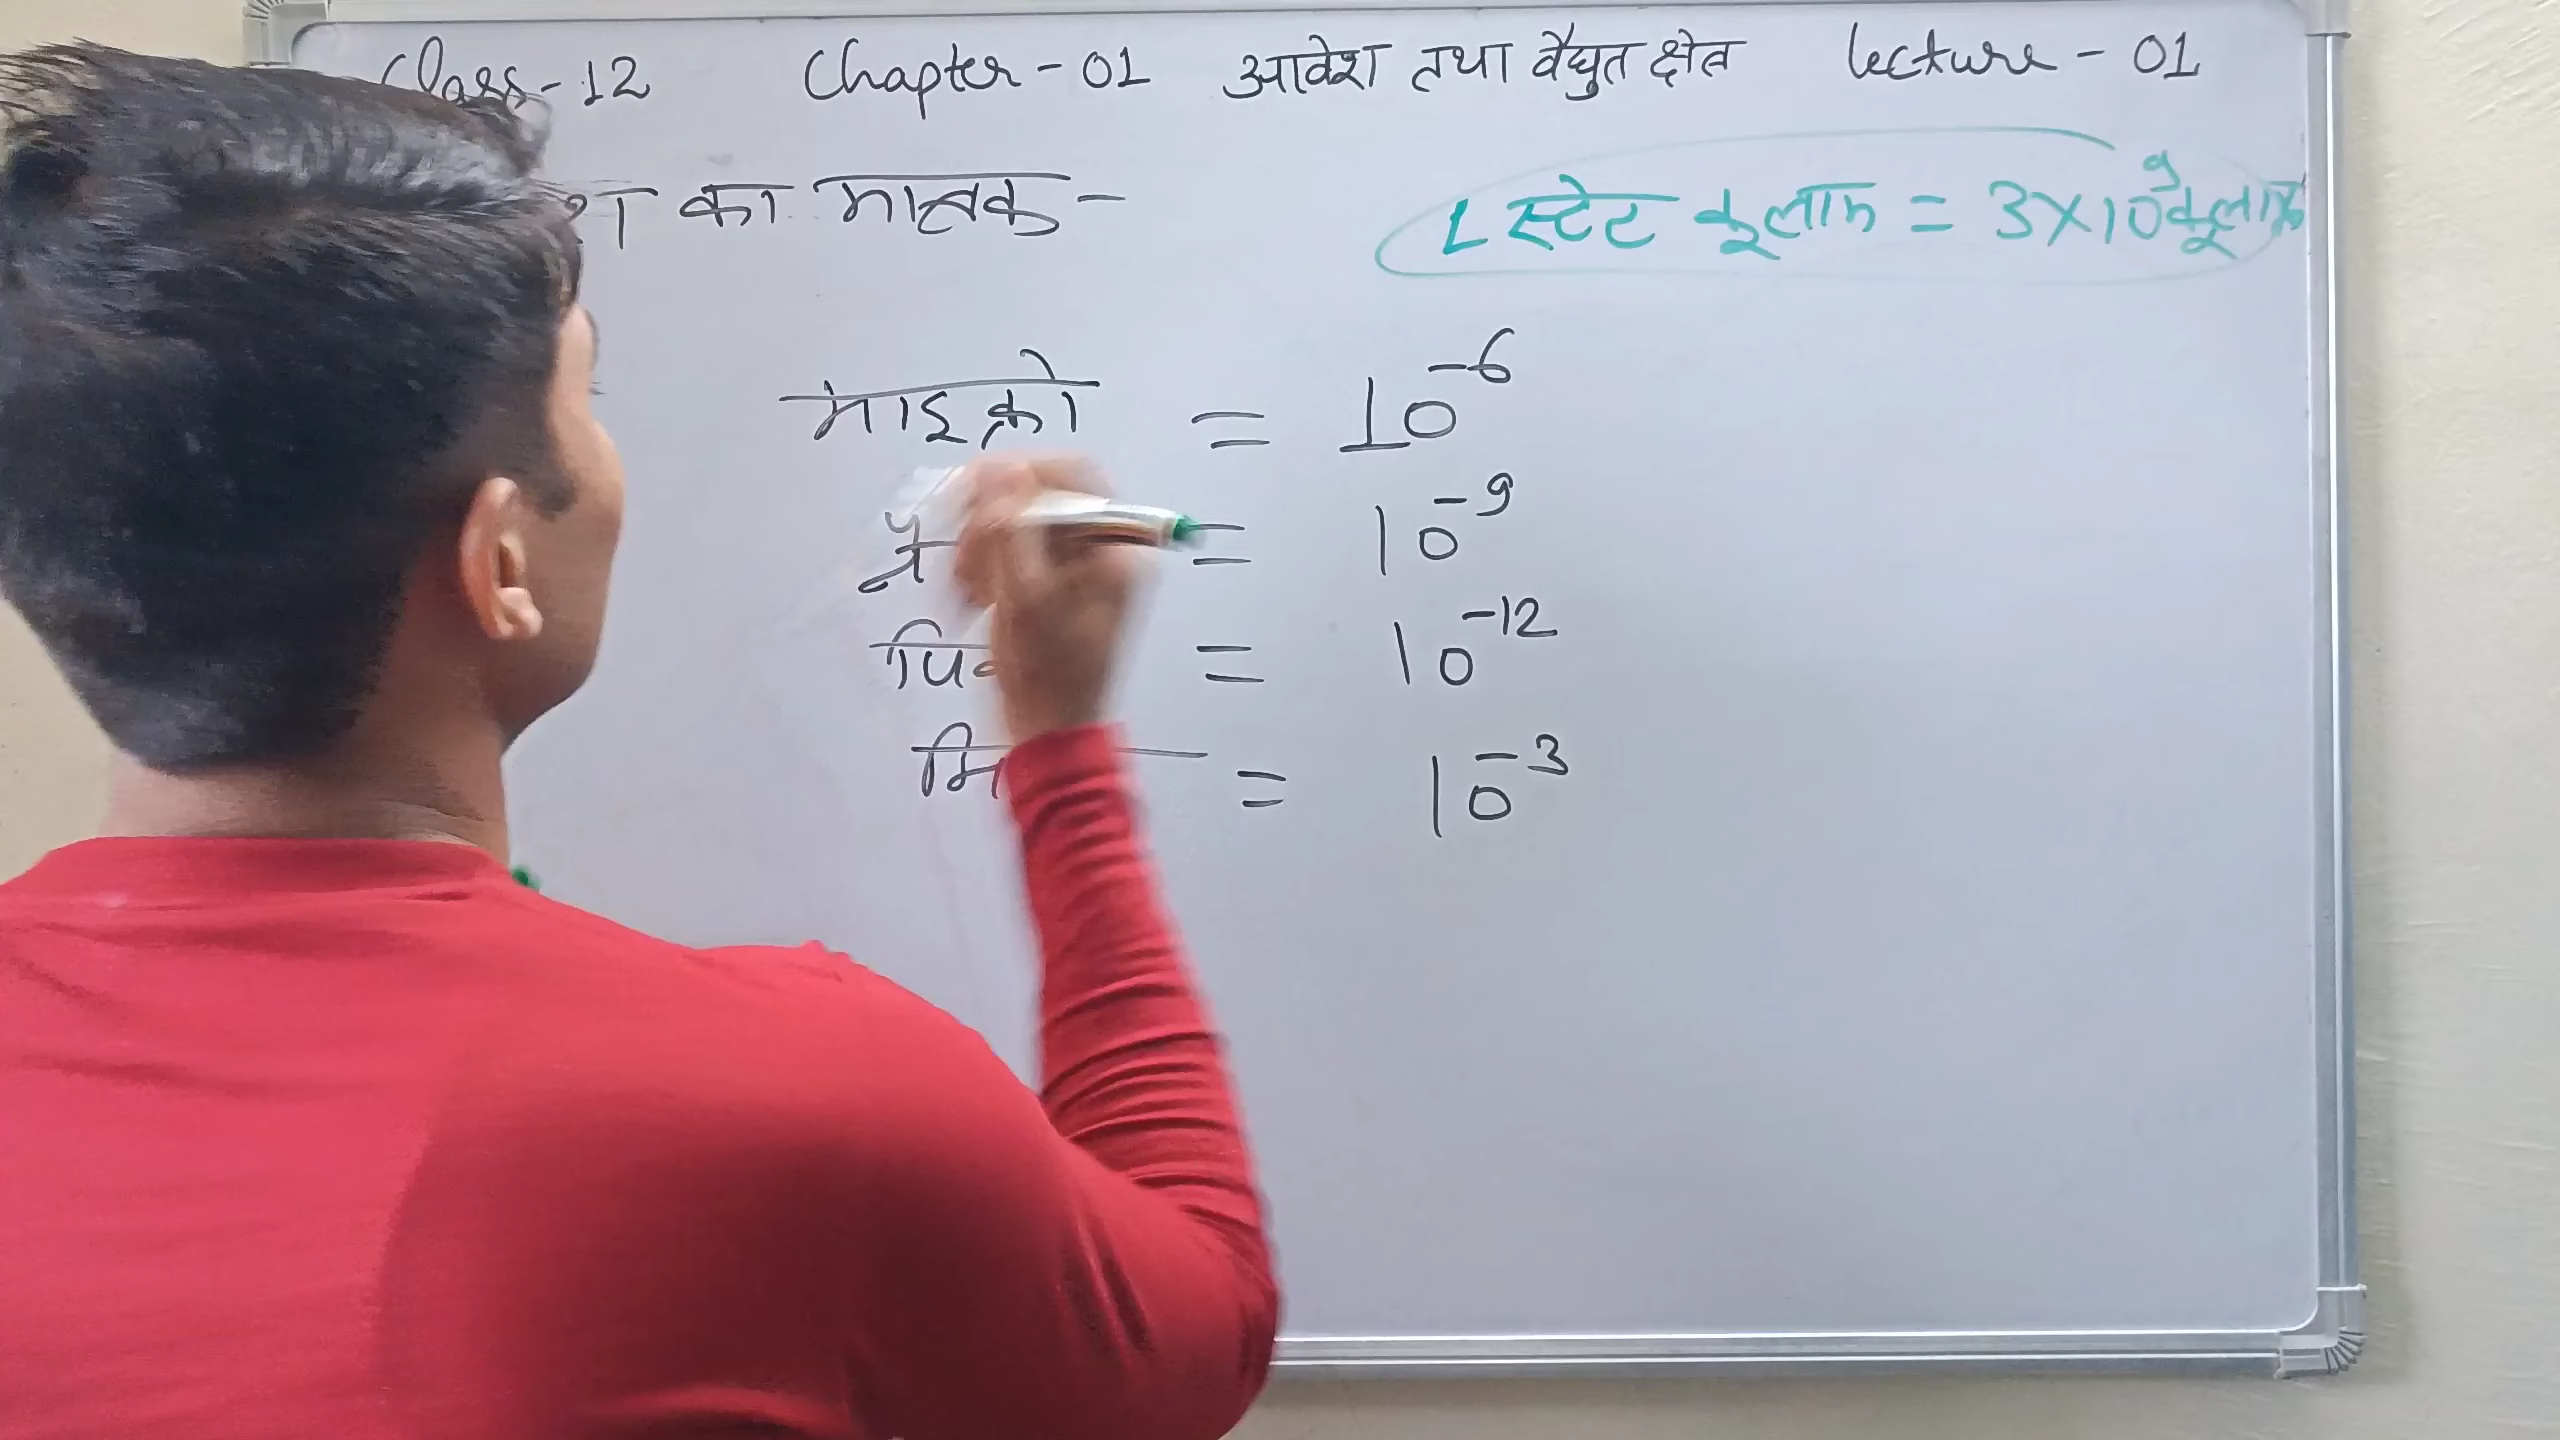 Class-12 Chapter-01 आवेश तथा वैद्युत क्षेत्र lecture-01
का मात्रक-
1 स्टेट कूलाम = 3×10⁹ कूलाम
माइक्रो = 10⁻⁶
= 10⁻⁹
= 10⁻¹²
= 10⁻³